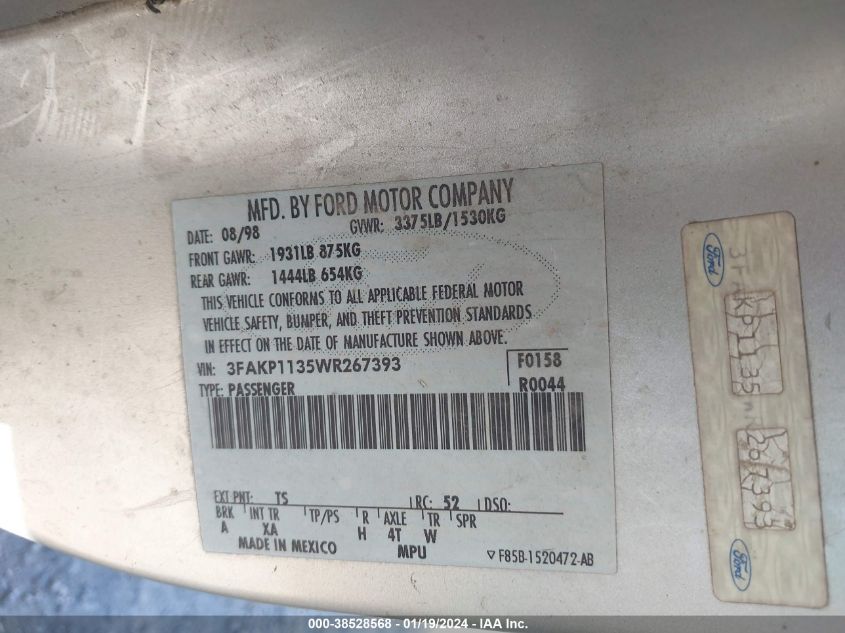 MFD. BY FORD MOTOR COMPANY
DATE: 08/98 GVWR: 3375LB/1530KG
FRONT GAWR: 1931LB 875KG
REAR GAWR: 1444LB 654KG
THIS VEHICLE CONFORMS TO ALL APPLICABLE FEDERAL MOTOR
VEHICLE SAFETY, BUMPER, AND THEFT PREVENTION STANDARDS
IN EFFECT ON THE DATE OF MANUFACTURE SHOWN ABOVE.
VIN: 3FAKP1135WR267393 F0158
TYPE: PASSENGER R0044
EXT PNT: TS RC: 52 DSO:
BRK INT TR TP/PS R AXLE TR SPR
A XA H 4T W
MADE IN MEXICO MPU F85B-1520472-AB
Ford
3FAKP1135
267393
Ford
000-38528568 - 01/19/2024 - IAA Inc.